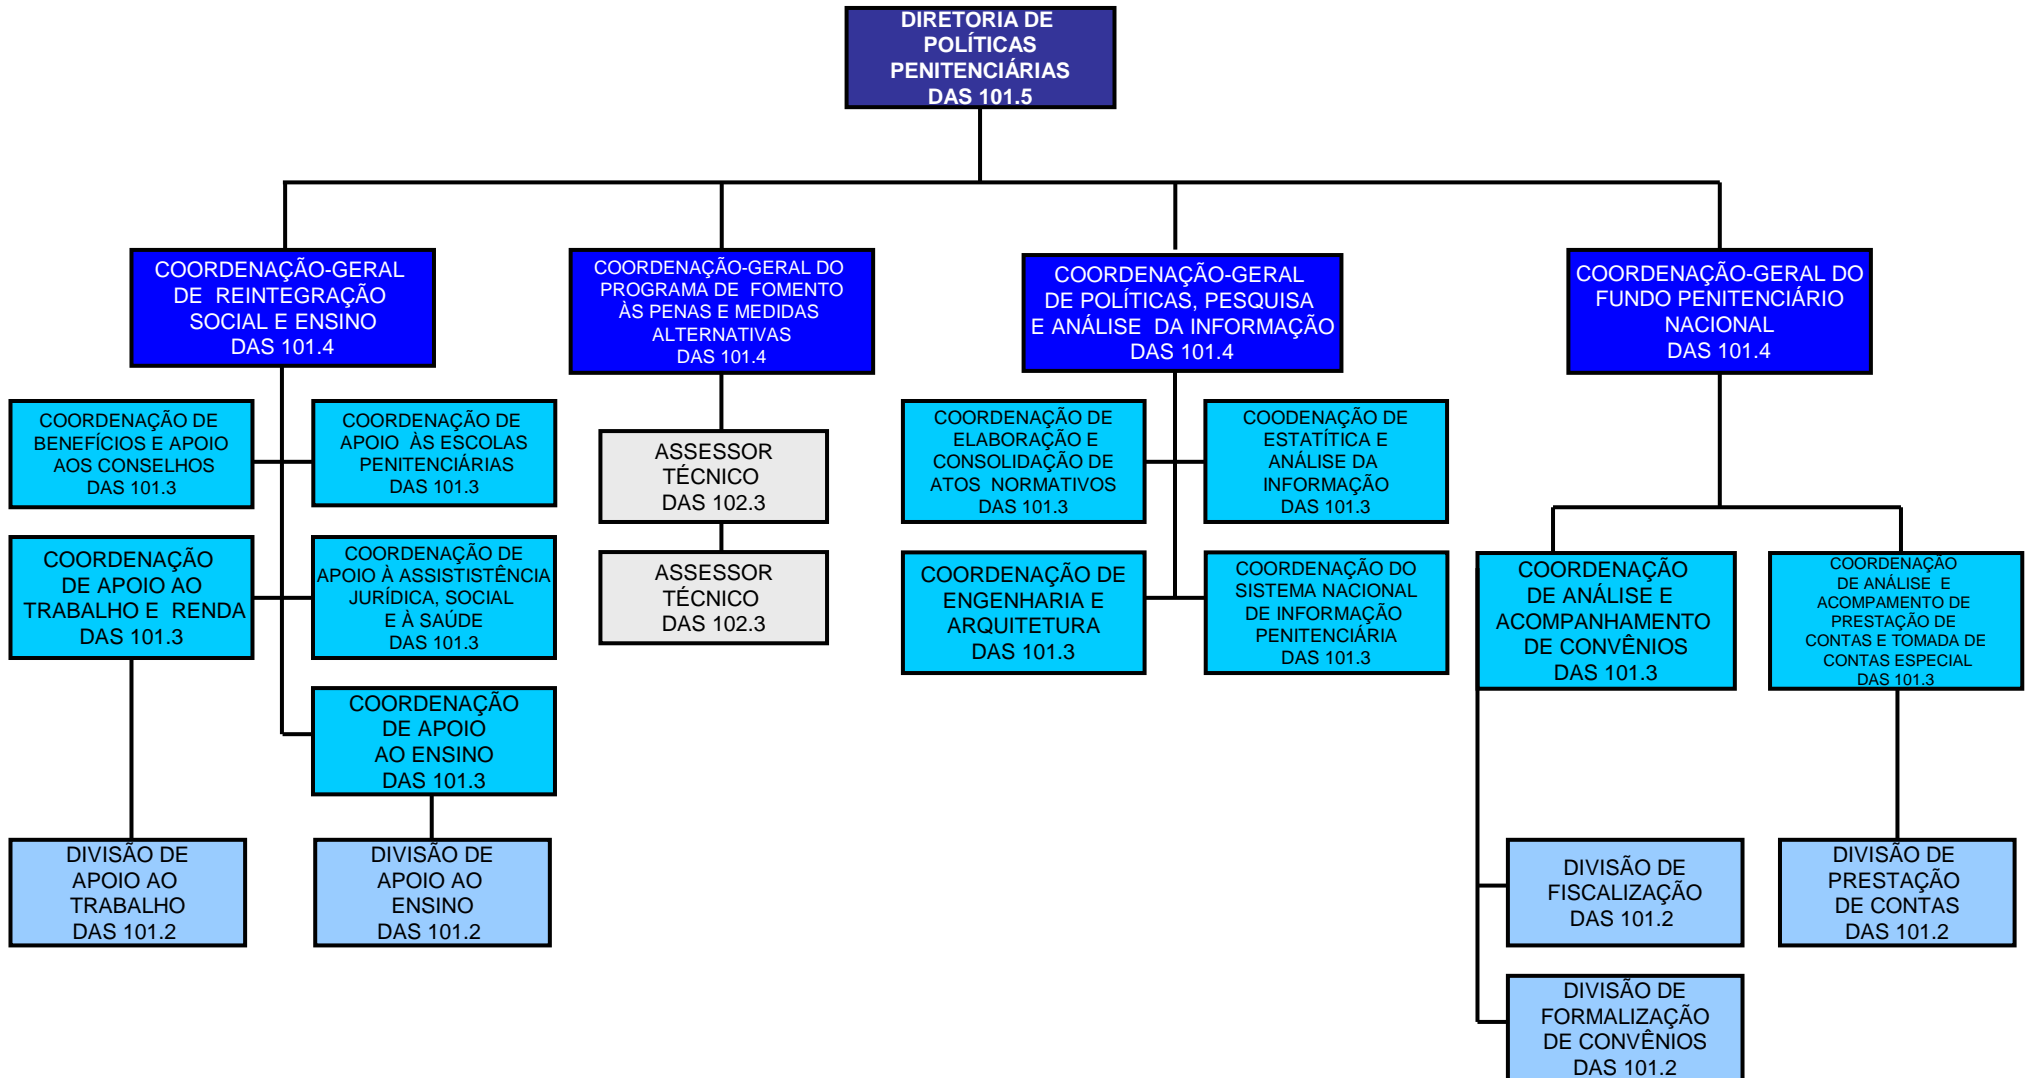 DIRETORIA DE
POLÍTICAS
PENITENCIÁRIAS
DAS 101.5
COORDENAÇÃO-GERAL
DE REINTEGRAÇÃO
SOCIAL E ENSINO
DAS 101.4
COORDENAÇÃO-GERAL DO
PROGRAMA DE FOMENTO
ÀS PENAS E MEDIDAS
ALTERNATIVAS
DAS 101.4
COORDENAÇÃO-GERAL
DE POLÍTICAS, PESQUISA
E ANÁLISE DA INFORMAÇÃO
DAS 101.4
COORDENAÇÃO-GERAL DO
FUNDO PENITENCIÁRIO
NACIONAL
DAS 101.4
COORDENAÇÃO DE
BENEFÍCIOS E APOIO
AOS CONSELHOS
DAS 101.3
COORDENAÇÃO DE
APOIO ÀS ESCOLAS
PENITENCIÁRIAS
DAS 101.3
ASSESSOR
TÉCNICO
DAS 102.3
COORDENAÇÃO DE
ELABORAÇÃO E
CONSOLIDAÇÃO DE
ATOS NORMATIVOS
DAS 101.3
COODENAÇÃO DE
ESTATÍTICA E
ANÁLISE DA
INFORMAÇÃO
DAS 101.3
COORDENAÇÃO
DE APOIO AO
TRABALHO E RENDA
DAS 101.3
COORDENAÇÃO DE
APOIO À ASSISTISTÊNCIA
JURÍDICA, SOCIAL
E À SAÚDE
DAS 101.3
ASSESSOR
TÉCNICO
DAS 102.3
COORDENAÇÃO DE
ENGENHARIA E
ARQUITETURA
DAS 101.3
COORDENAÇÃO DO
SISTEMA NACIONAL
DE INFORMAÇÃO
PENITENCIÁRIA
DAS 101.3
COORDENAÇÃO
DE ANÁLISE E
ACOMPANHAMENTO
DE CONVÊNIOS
DAS 101.3
COORDENAÇÃO
DE ANÁLISE E
ACOMPAMENTO DE
PRESTAÇÃO DE
CONTAS E TOMADA DE
CONTAS ESPECIAL
DAS 101.3
COORDENAÇÃO
DE APOIO
AO ENSINO
DAS 101.3
DIVISÃO DE
APOIO AO
TRABALHO
DAS 101.2
DIVISÃO DE
APOIO AO
ENSINO
DAS 101.2
DIVISÃO DE
FISCALIZAÇÃO
DAS 101.2
DIVISÃO DE
PRESTAÇÃO
DE CONTAS
DAS 101.2
DIVISÃO DE
FORMALIZAÇÃO
DE CONVÊNIOS
DAS 101.2